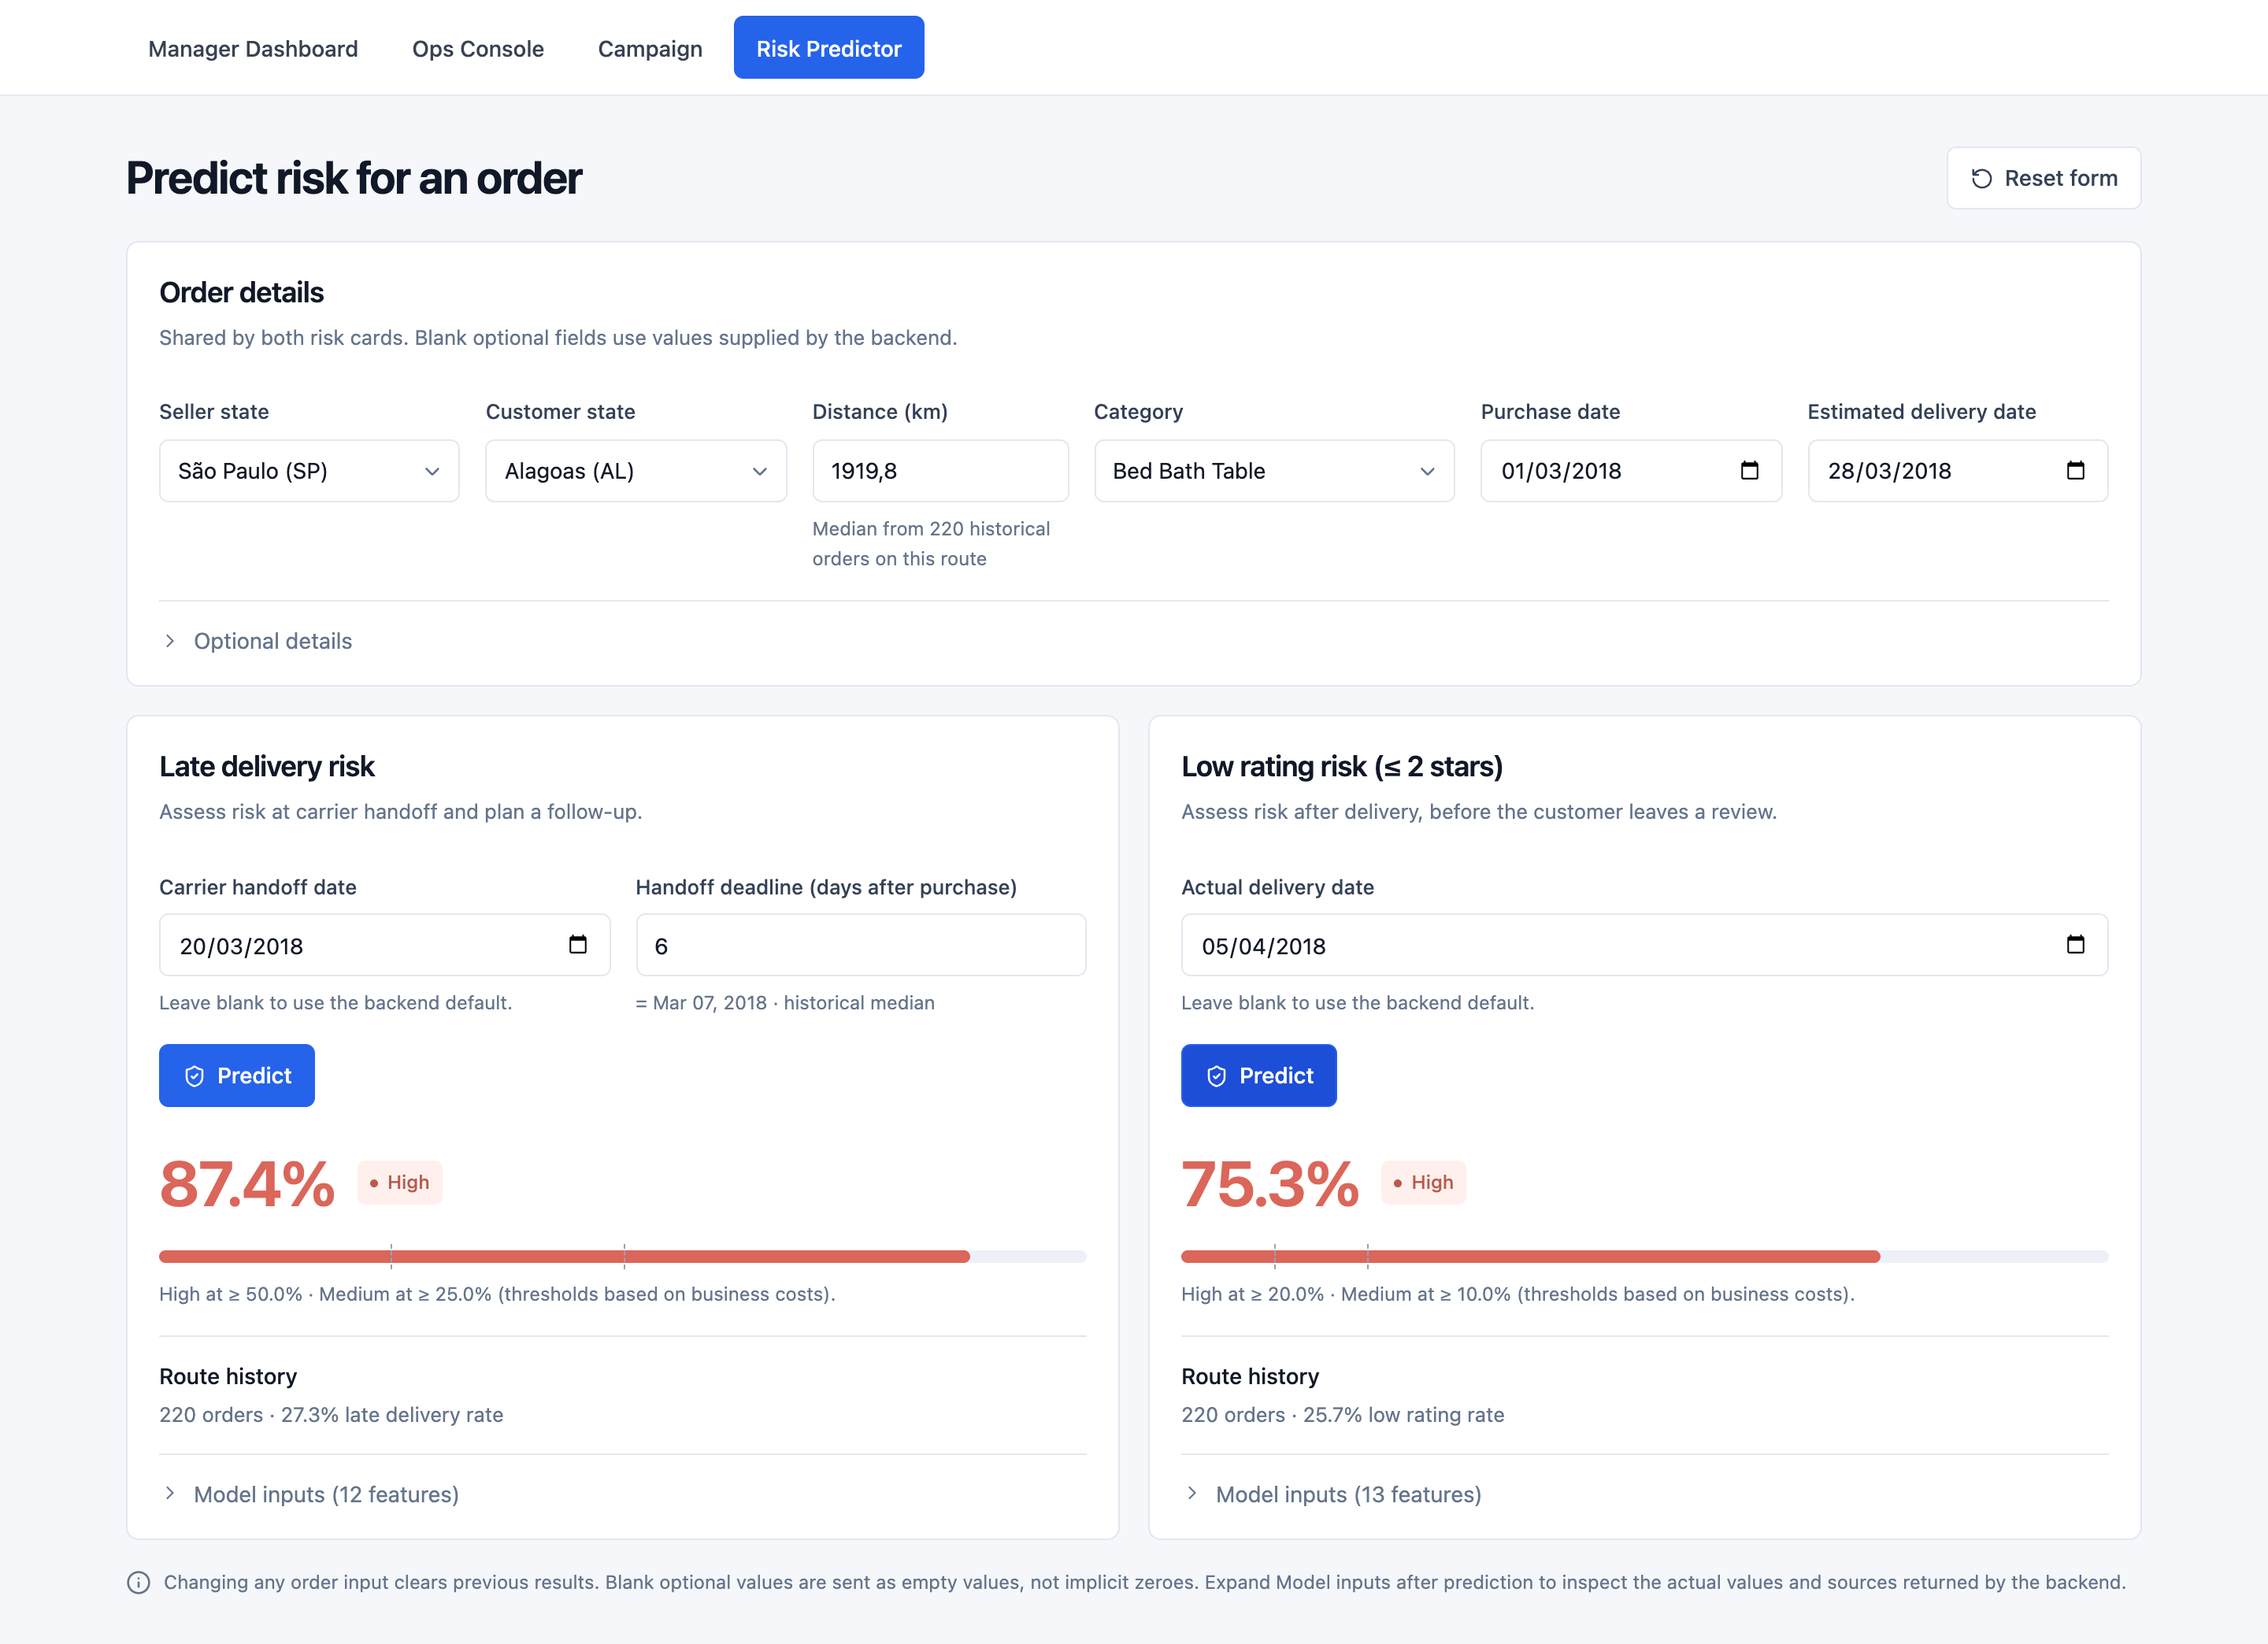 Manager Dashboard
Ops Console
Campaign
Risk Predictor
Predict risk for an order
Reset form
Order details
Shared by both risk cards. Blank optional fields use values supplied by the backend.
Seller state
Customer state
Distance (km)
Category
Purchase date
Estimated delivery date
São Paulo (SP)
Alagoas (AL)
1919,8
Bed Bath Table
01/03/2018
28/03/2018
Median from 220 historical
orders on this route
Optional details
Late delivery risk
Assess risk at carrier handoff and plan a follow-up.
Carrier handoff date
Handoff deadline (days after purchase)
20/03/2018
6
Leave blank to use the backend default.
= Mar 07, 2018 · historical median
Predict
87.4%
• High
High at ≥ 50.0% · Medium at ≥ 25.0% (thresholds based on business costs).
Route history
220 orders · 27.3% late delivery rate
Model inputs (12 features)
Low rating risk (≤ 2 stars)
Assess risk after delivery, before the customer leaves a review.
Actual delivery date
05/04/2018
Leave blank to use the backend default.
Predict
75.3%
• High
High at ≥ 20.0% · Medium at ≥ 10.0% (thresholds based on business costs).
Route history
220 orders · 25.7% low rating rate
Model inputs (13 features)
Changing any order input clears previous results. Blank optional values are sent as empty values, not implicit zeroes. Expand Model inputs after prediction to inspect the actual values and sources returned by the backend.